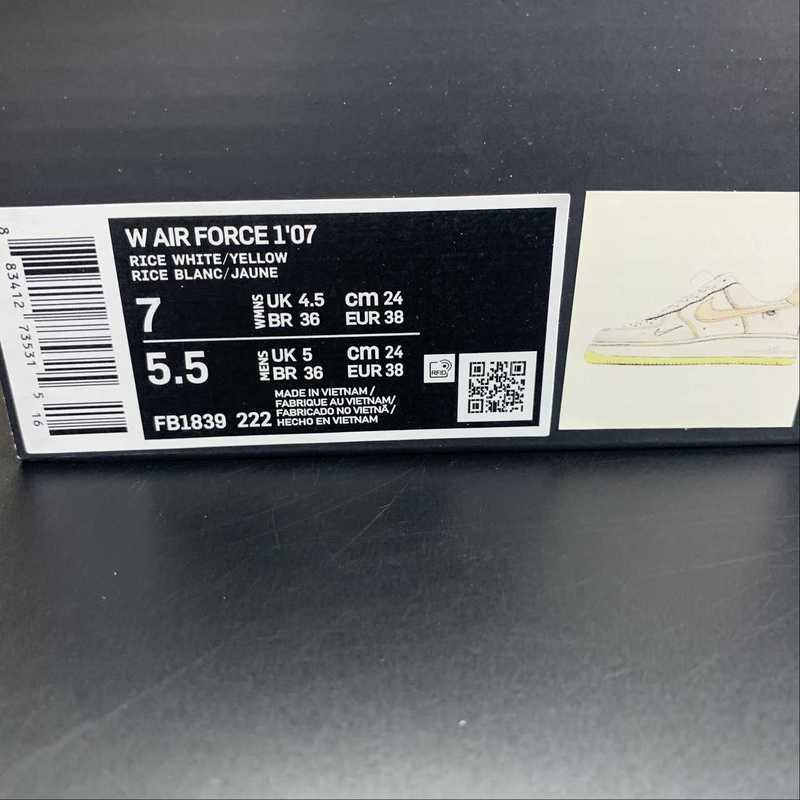 W AIR FORCE 1'07
RICE WHITE/YELLOW
RICE BLANC/JAUNE
7 WMNS UK 4.5 cm 24
BR 36 EUR 38
5.5 MENS UK 5 cm 24
BR 36 EUR 38
RFID
FB1839 222
MADE IN VIETNAM /
FABRIQUE AU VIETNAM/
FABRICADO NO VIETNÃ /
HECHO EN VIETNAM
8 83412 73531 5 16